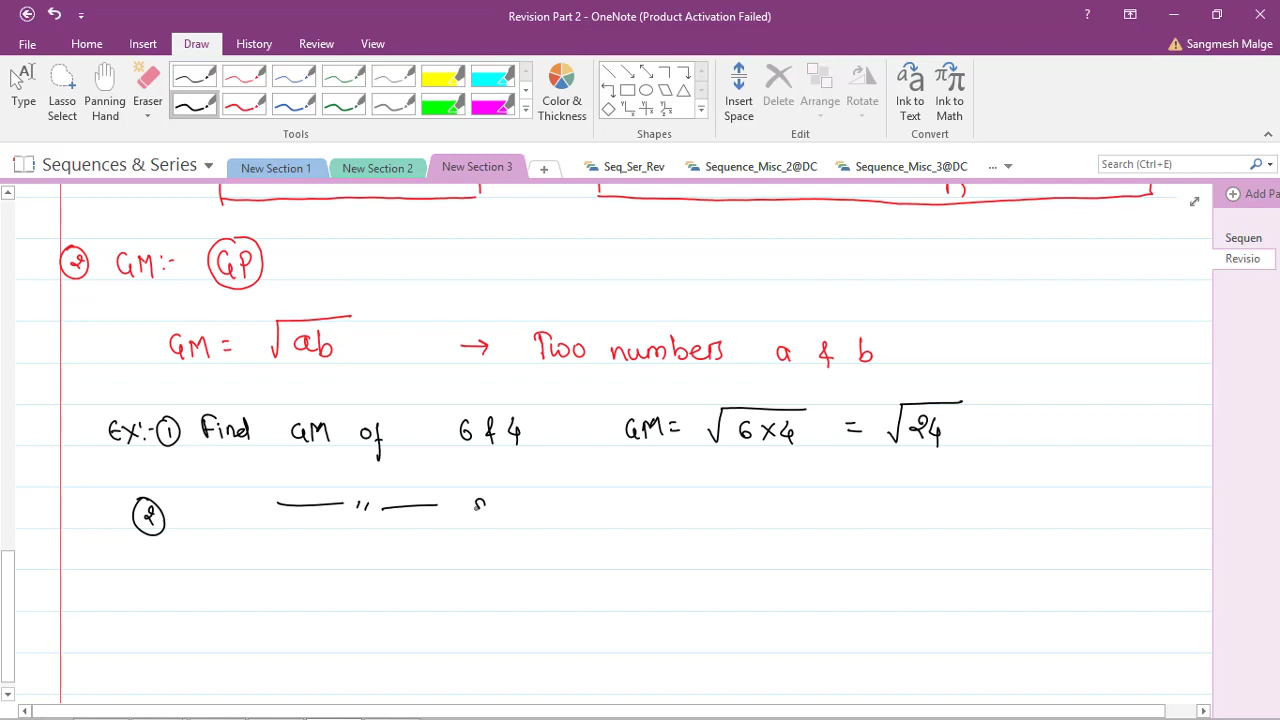 Revision Part 2 - OneNote (Product Activation Failed)
File Home Insert Draw History Review View Sangmesh Malge
Type Lasso Select Panning Hand Eraser Color & Thickness Insert Space Delete Arrange Rotate Ink to Text Ink to Math
Tools Shapes Edit Convert
Sequences & Series New Section 1 New Section 2 New Section 3 Seq_Ser_Rev Sequence_Misc_2@DC Sequence_Misc_3@DC ... Search (Ctrl+E)
Add Pa
Sequen
Revisio
② GM:- GP
GM = √ab → Two numbers a & b
EX:- ① Find GM of 6 & 4 GM = √6×4 = √24
② —— " ——